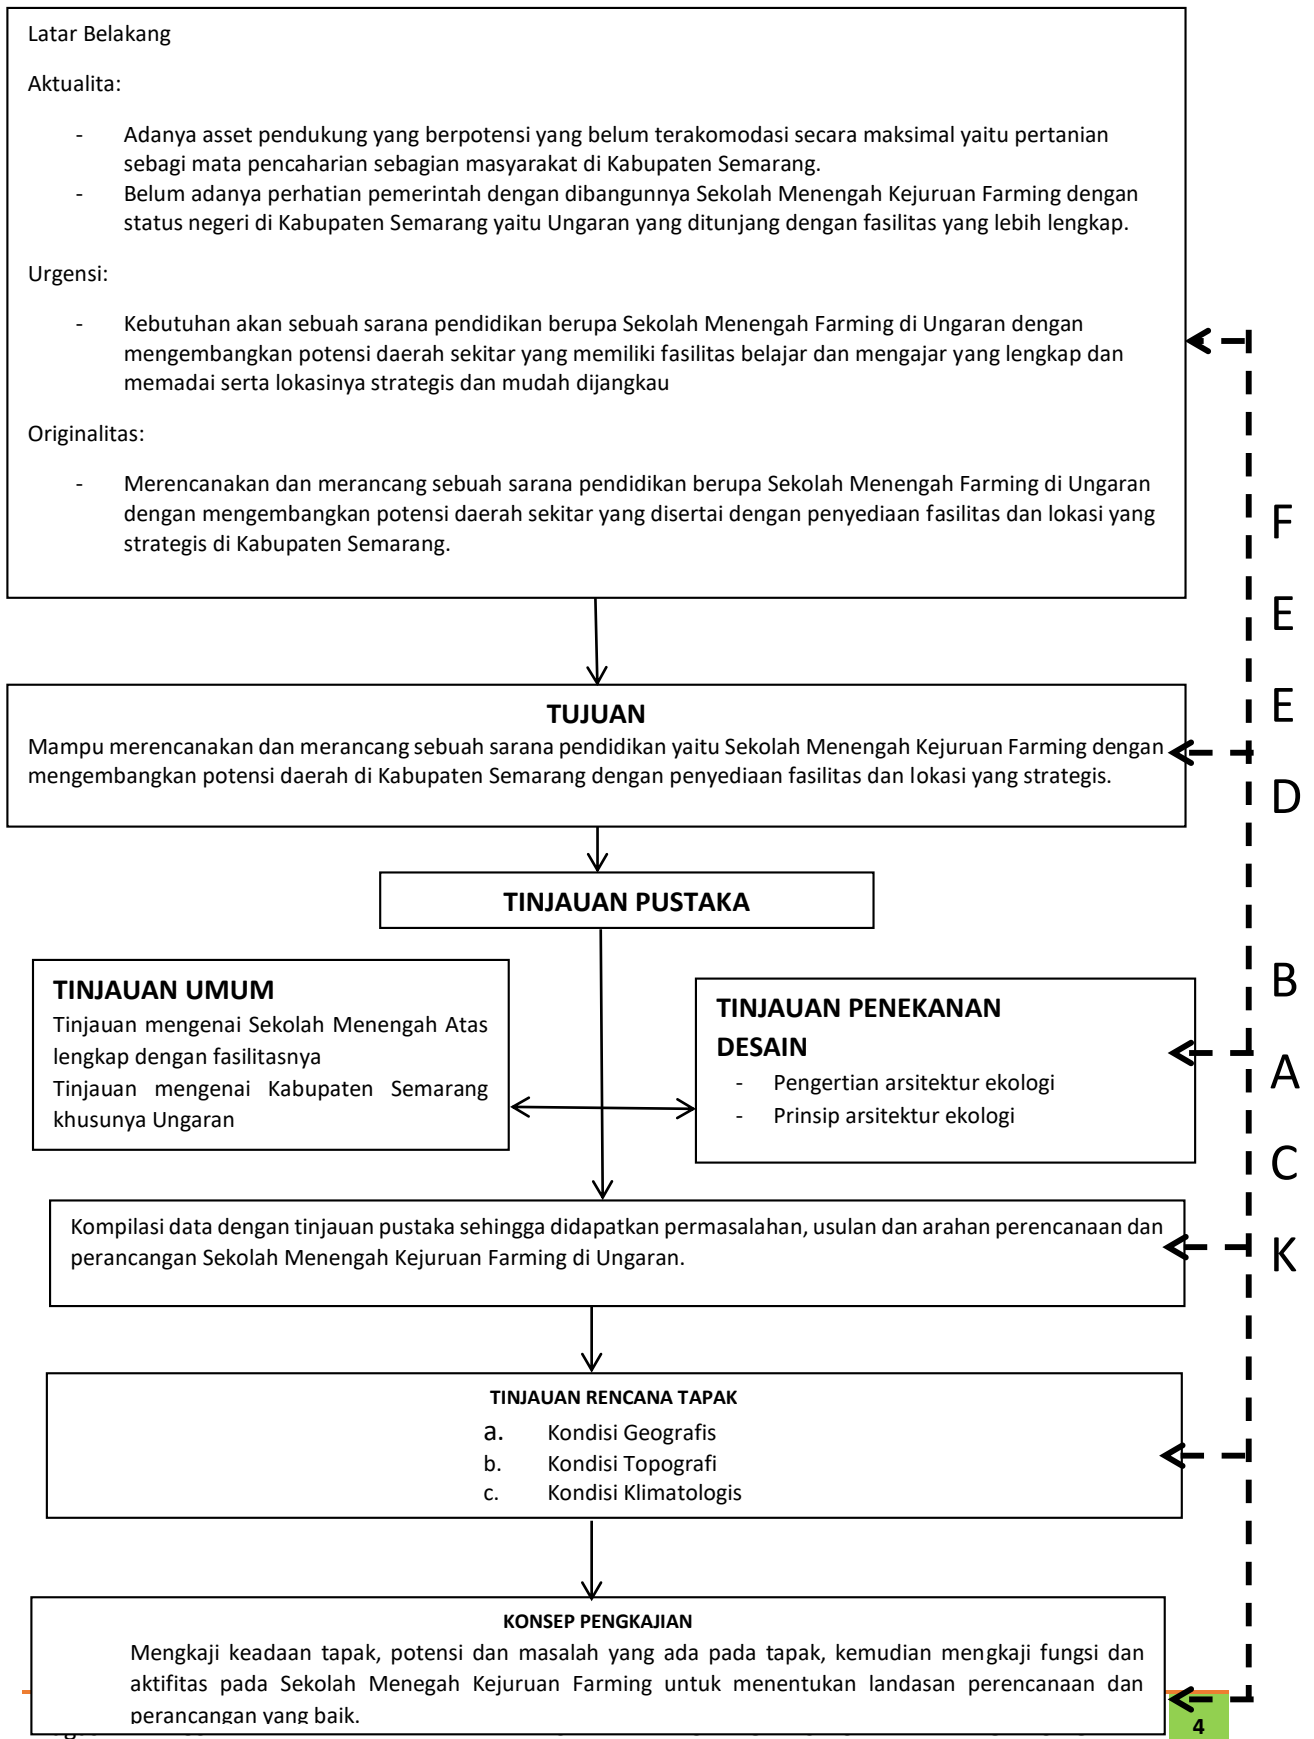 Latar Belakang
Aktualita:
- Adanya asset pendukung yang berpotensi yang belum terakomodasi secara maksimal yaitu pertanian
sebagi mata pencaharian sebagian masyarakat di Kabupaten Semarang.
- Belum adanya perhatian pemerintah dengan dibangunnya Sekolah Menengah Kejuruan Farming dengan
status negeri di Kabupaten Semarang yaitu Ungaran yang ditunjang dengan fasilitas yang lebih lengkap.
Urgensi:
- Kebutuhan akan sebuah sarana pendidikan berupa Sekolah Menengah Farming di Ungaran dengan
mengembangkan potensi daerah sekitar yang memiliki fasilitas belajar dan mengajar yang lengkap dan
memadai serta lokasinya strategis dan mudah dijangkau
Originalitas:
- Merencanakan dan merancang sebuah sarana pendidikan berupa Sekolah Menengah Farming di Ungaran
dengan mengembangkan potensi daerah sekitar yang disertai dengan penyediaan fasilitas dan lokasi yang
strategis di Kabupaten Semarang.
TUJUAN
Mampu merencanakan dan merancang sebuah sarana pendidikan yaitu Sekolah Menengah Kejuruan Farming dengan
mengembangkan potensi daerah di Kabupaten Semarang dengan penyediaan fasilitas dan lokasi yang strategis.
TINJAUAN PUSTAKA
TINJAUAN UMUM
Tinjauan mengenai Sekolah Menengah Atas
lengkap dengan fasilitasnya
Tinjauan mengenai Kabupaten Semarang
khusunya Ungaran
TINJAUAN PENEKANAN
DESAIN
- Pengertian arsitektur ekologi
- Prinsip arsitektur ekologi
Kompilasi data dengan tinjauan pustaka sehingga didapatkan permasalahan, usulan dan arahan perencanaan dan
perancangan Sekolah Menengah Kejuruan Farming di Ungaran.
TINJAUAN RENCANA TAPAK
a. Kondisi Geografis
b. Kondisi Topografi
c. Kondisi Klimatologis
KONSEP PENGKAJIAN
Mengkaji keadaan tapak, potensi dan masalah yang ada pada tapak, kemudian mengkaji fungsi dan
aktifitas pada Sekolah Menegah Kejuruan Farming untuk menentukan landasan perencanaan dan
perancangan yang baik.
F
E
E
D
B
A
C
K
4